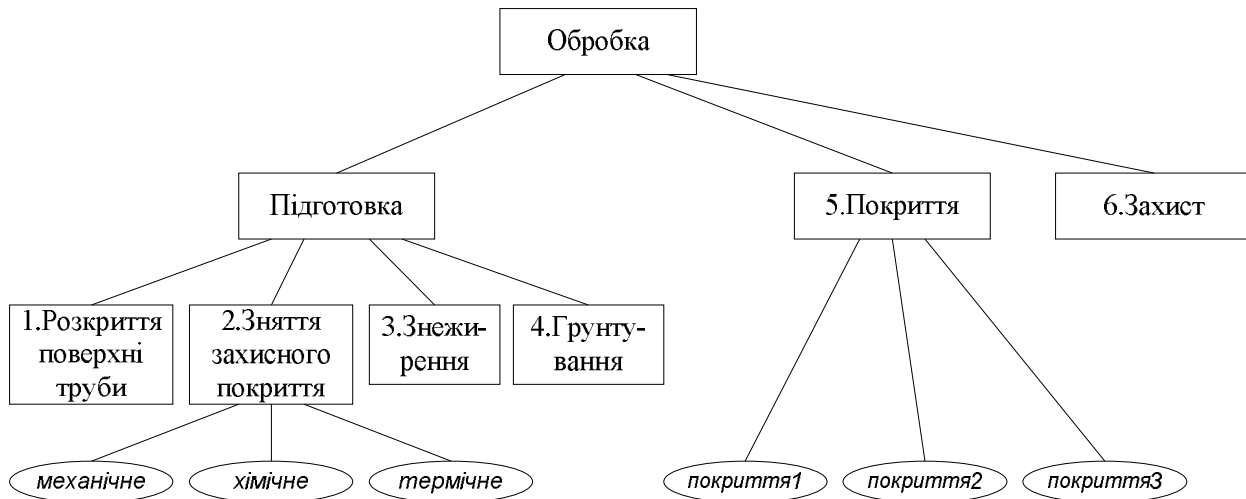 Обробка
Підготовка
5.Покриття
6.Захист
1.Розкриття
поверхні
труби
2.Зняття
захисного
покриття
3.Знежи-
рення
4.Грунту-
вання
механічне
хімічне
термічне
покриття1
покриття2
покриття3